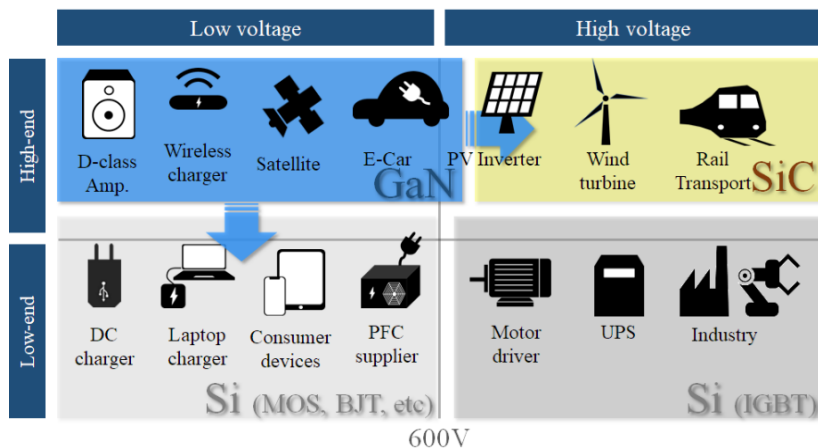 Low voltage
High voltage
High-end
D-class
Amp.
Wireless
charger
Satellite
E-Car
GaN
PV Inverter
Wind
turbine
Rail
Transport
SiC
Low-end
DC
charger
Laptop
charger
Consumer
devices
PFC
supplier
Si (MOS, BJT, etc)
Motor
driver
UPS
Industry
Si (IGBT)
600V